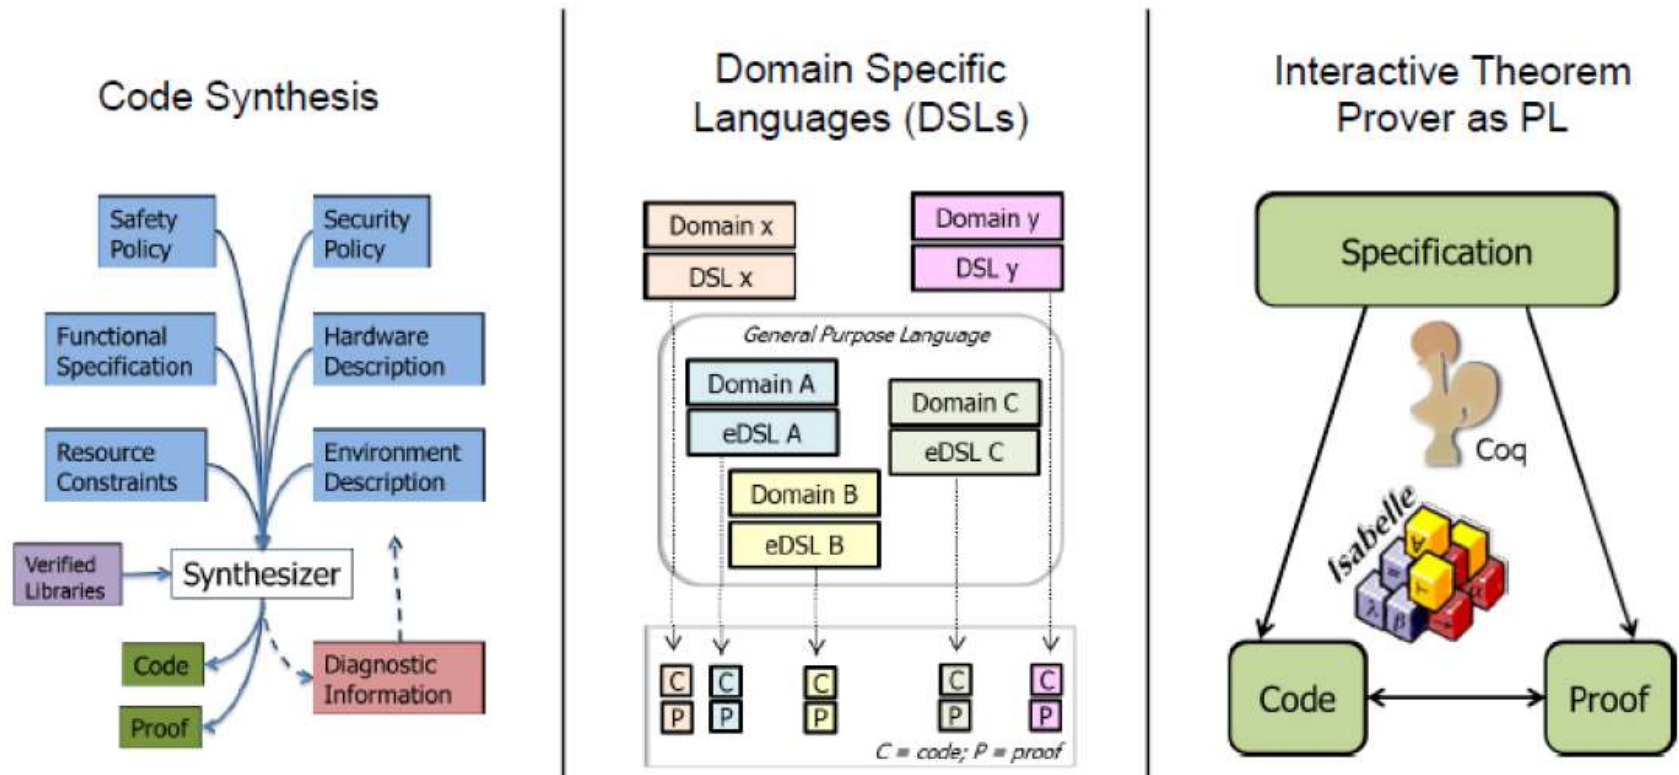 Code Synthesis
Safety
Policy
Security
Policy
Functional
Specification
Hardware
Description
Resource
Constraints
Environment
Description
Verified
Libraries
Synthesizer
Code
Proof
Diagnostic
Information
Domain Specific
Languages (DSLs)
Domain x
DSL x
Domain y
DSL y
General Purpose Language
Domain A
eDSL A
Domain C
eDSL C
Domain B
eDSL B
C
P
C
P
C
P
C
P
C
P
C = code; P = proof
Interactive Theorem
Prover as PL
Specification
Coq
Isabelle
∀
=
λ
β
→
α
Code
Proof